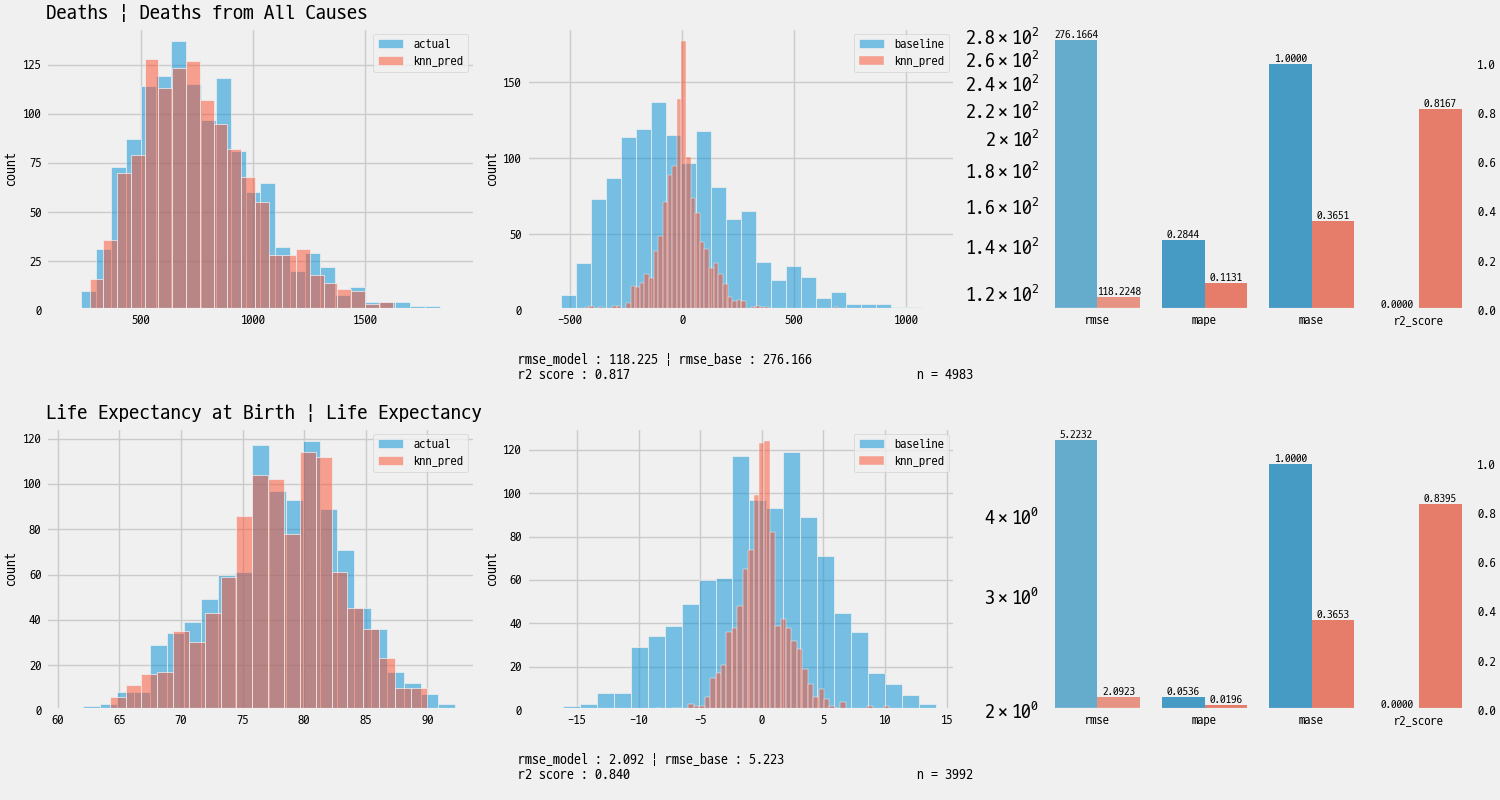 Deaths ¦ Deaths from All Causes
actual
knn_pred
125
100
75
50
25
0
count
500
1000
1500
baseline
knn_pred
150
100
50
0
count
−500
0
500
1000
2.8 × 10²
2.6 × 10²
2.4 × 10²
2.2 × 10²
2 × 10²
1.8 × 10²
1.6 × 10²
1.4 × 10²
1.2 × 10²
276.1664
118.2248
0.2844
0.1131
1.0000
0.3651
0.0000
0.8167
rmse
mape
mase
r2_score
1.0
0.8
0.6
0.4
0.2
0.0
rmse_model : 118.225 ¦ rmse_base : 276.166
r2 score : 0.817
n = 4983
Life Expectancy at Birth ¦ Life Expectancy
actual
knn_pred
120
100
80
60
40
20
0
count
60
65
70
75
80
85
90
baseline
knn_pred
120
100
80
60
40
20
0
count
−15
−10
−5
0
5
10
15
4 × 10⁰
3 × 10⁰
2 × 10⁰
5.2232
2.0923
0.0536
0.0196
1.0000
0.3653
0.0000
0.8395
rmse
mape
mase
r2_score
1.0
0.8
0.6
0.4
0.2
0.0
rmse_model : 2.092 ¦ rmse_base : 5.223
r2 score : 0.840
n = 3992